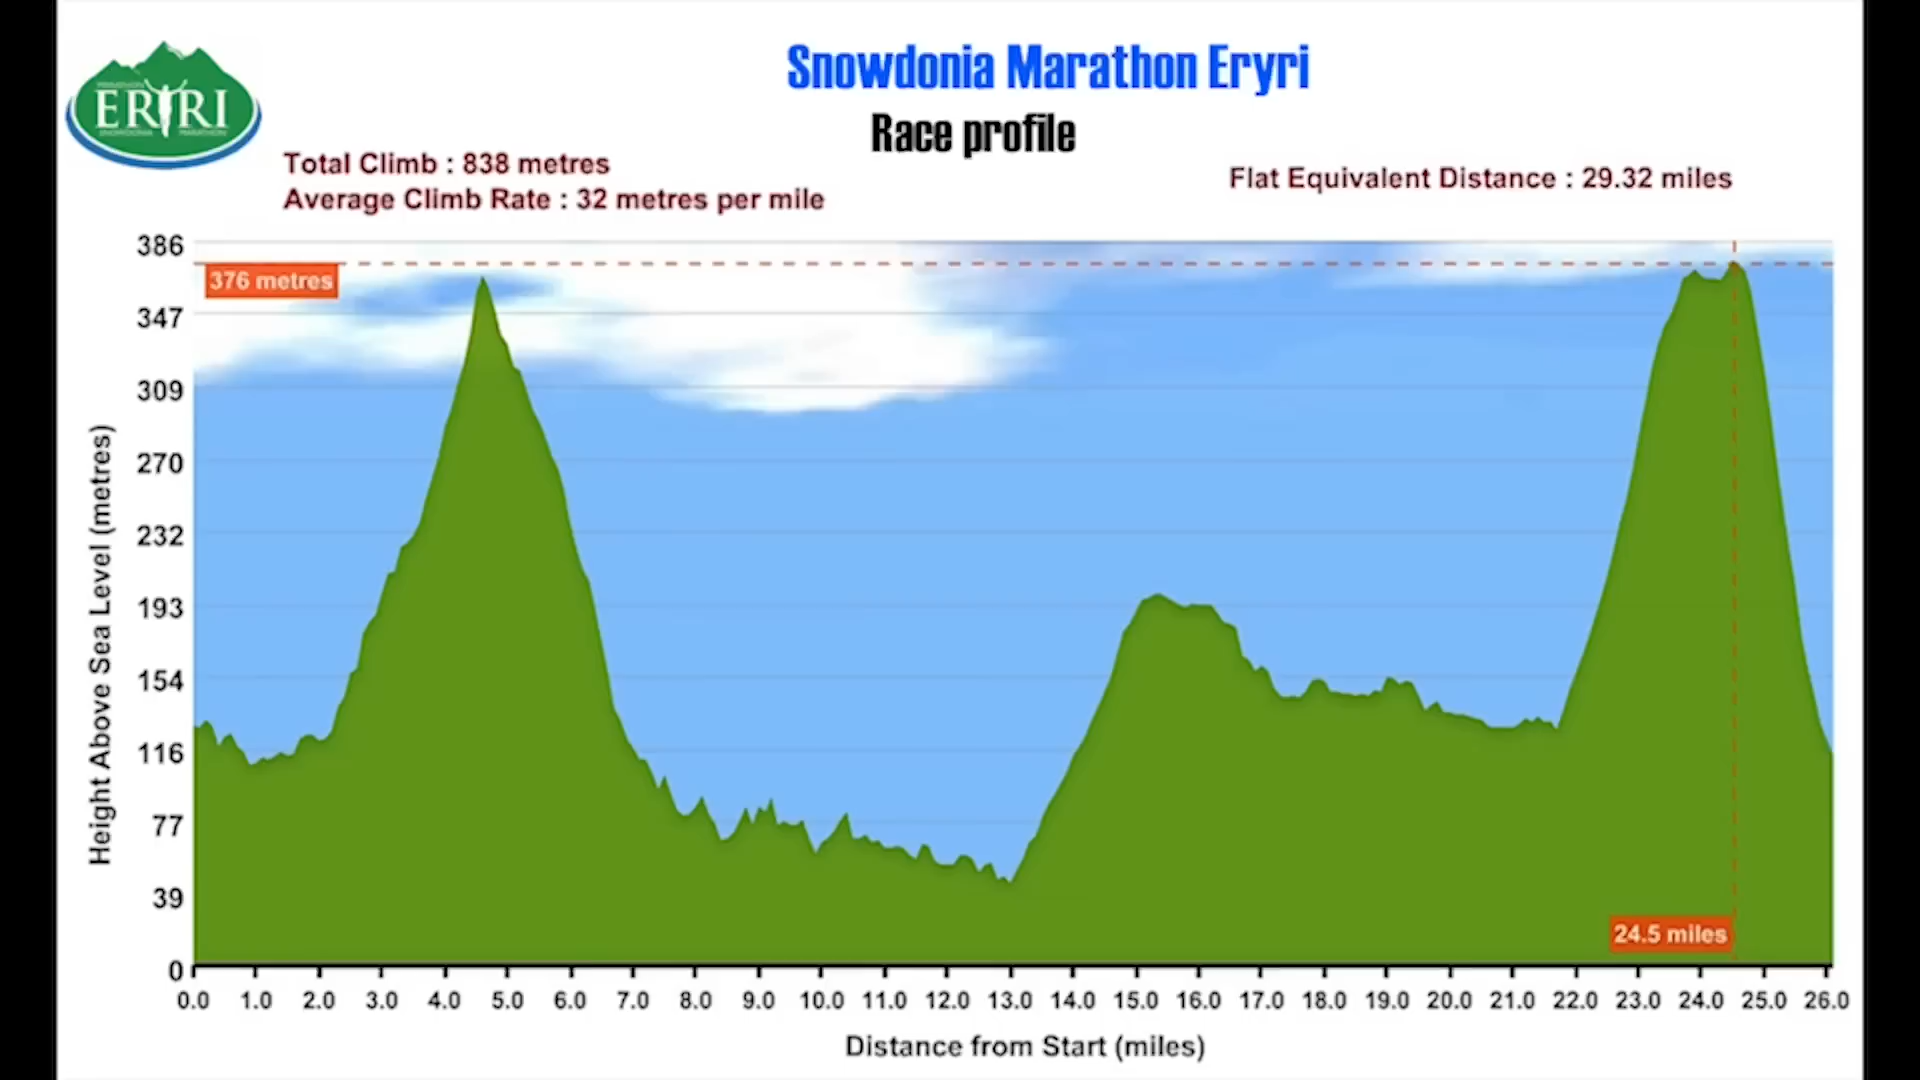 Snowdonia Marathon Eryri
Race profile
ERYRI
Total Climb : 838 metres
Average Climb Rate : 32 metres per mile
Flat Equivalent Distance : 29.32 miles
386
376 metres
347
309
270
232
193
154
116
77
39
0
Height Above Sea Level (metres)
24.5 miles
0.0 1.0 2.0 3.0 4.0 5.0 6.0 7.0 8.0 9.0 10.0 11.0 12.0 13.0 14.0 15.0 16.0 17.0 18.0 19.0 20.0 21.0 22.0 23.0 24.0 25.0 26.0
Distance from Start (miles)